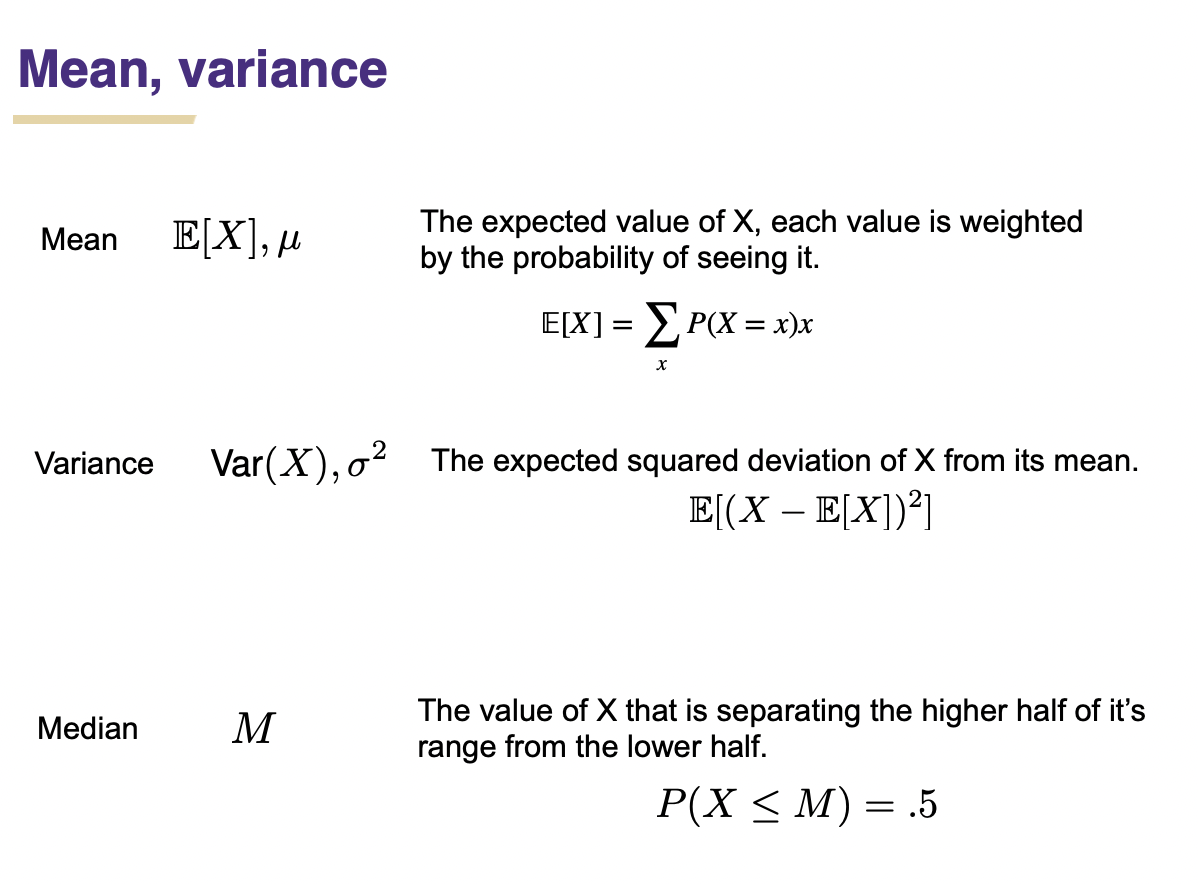 Mean, variance
Mean 𝔼[X], μ The expected value of X, each value is weighted
by the probability of seeing it.
𝔼[X] = ∑ₓ P(X = x)x
Variance Var(X), σ² The expected squared deviation of X from its mean.
𝔼[(X − 𝔼[X])²]
Median M The value of X that is separating the higher half of it’s
range from the lower half.
P(X ≤ M) = .5